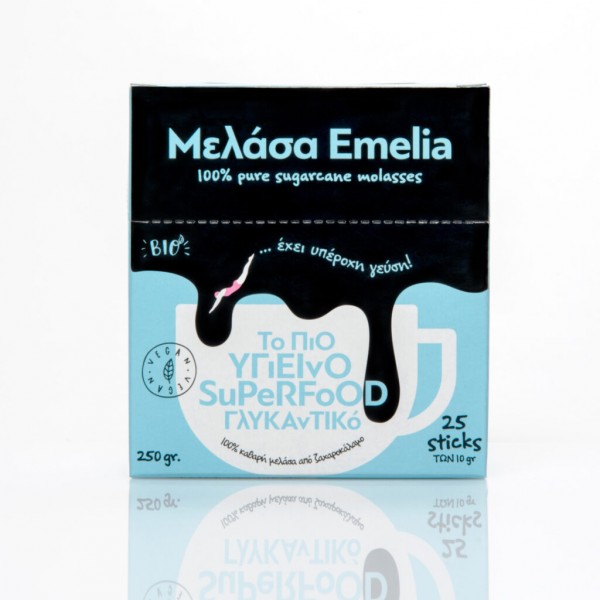 Μελάσα Emelia
100% pure sugarcane molasses
BIO
... έχει υπέροχη γεύση!
Το ΠιΟ
ΥΓιΕΙνΟ
SuPeRFoOD
ΓλΥΚΑντΙΚό
100% καθαρή μελάσα από ζαχαροκάλαμο
VEGAN • VEGAN •
250 gr.
25
sticks
ΤΩΝ 10 gr